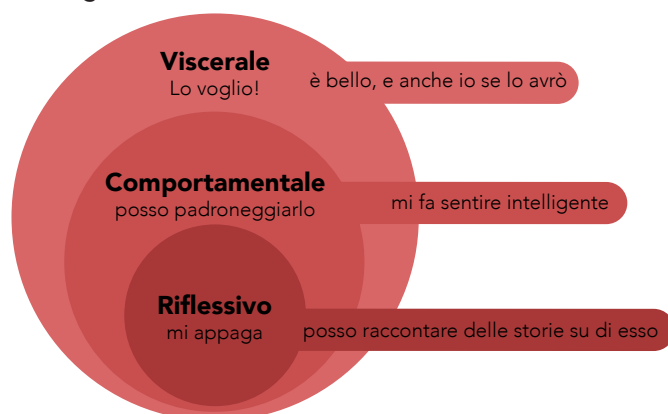 Viscerale
Lo voglio!
è bello, e anche io se lo avrò
Comportamentale
posso padroneggiarlo
mi fa sentire intelligente
Riflessivo
mi appaga
posso raccontare delle storie su di esso